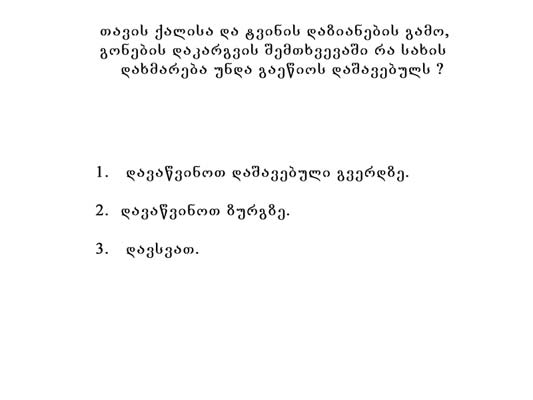 თავის ქალისა და ტვინის დაზიანების გამო,
გონების დაკარგვის შემთხვევაში რა სახის
დახმარება უნდა გაეწიოს დაშავებულს ?
1. დავაწვინოთ დაშავებული გვერდზე.
2. დავაწვინოთ ზურგზე.
3. დავსვათ.